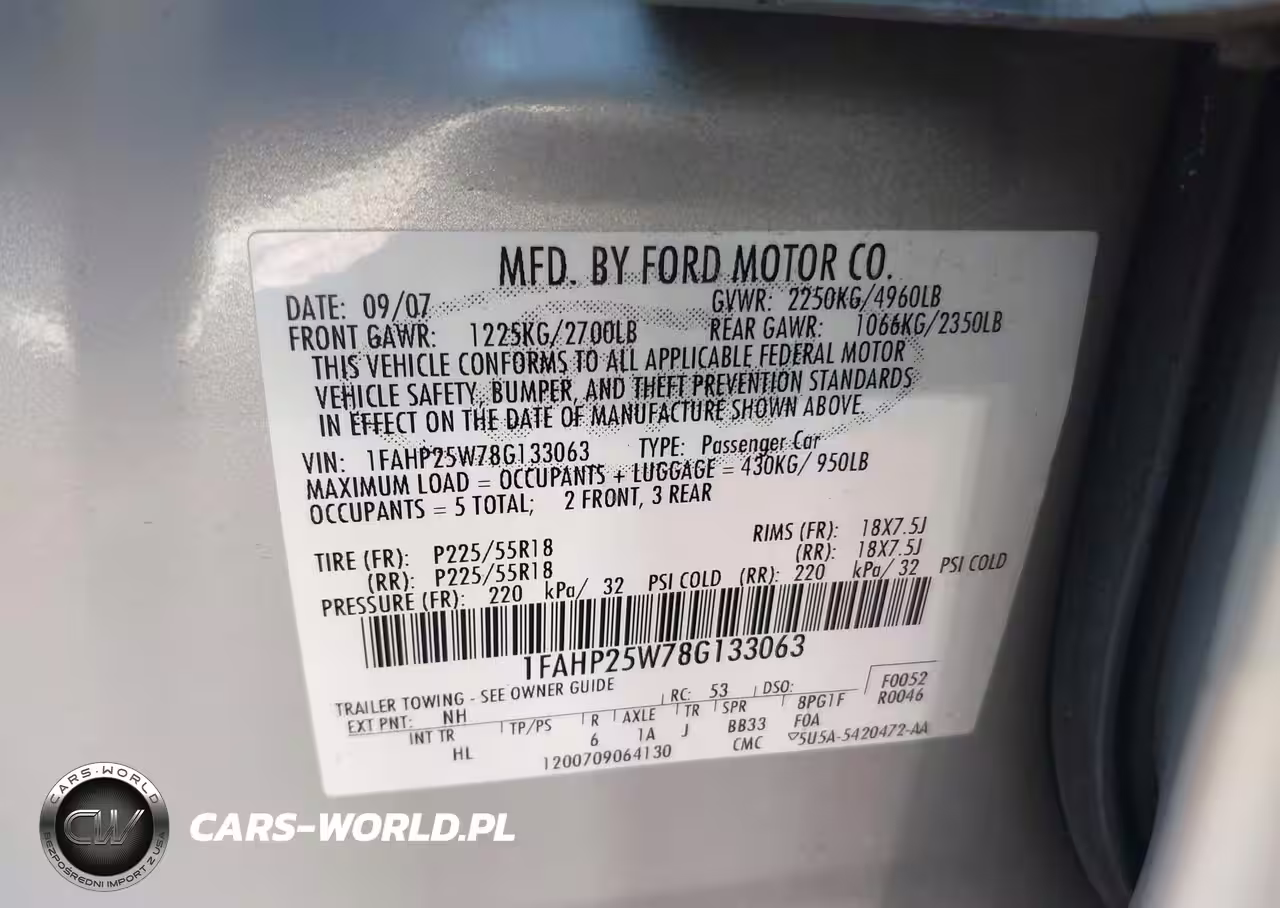 MFD. BY FORD MOTOR CO.
DATE: 09/07 GVWR: 2250KG/4960LB
FRONT GAWR: 1225KG/2700LB REAR GAWR: 1066KG/2350LB
THIS VEHICLE CONFORMS TO ALL APPLICABLE FEDERAL MOTOR
VEHICLE SAFETY, BUMPER, AND THEFT PREVENTION STANDARDS
IN EFFECT ON THE DATE OF MANUFACTURE SHOWN ABOVE.
VIN: 1FAHP25W78G133063 TYPE: Passenger Car
MAXIMUM LOAD = OCCUPANTS + LUGGAGE = 430KG/ 950LB
OCCUPANTS = 5 TOTAL; 2 FRONT, 3 REAR
TIRE (FR): P225/55R18 RIMS (FR): 18X7.5J
(RR): P225/55R18 (RR): 18X7.5J
PRESSURE (FR): 220 kPa/ 32 PSI COLD (RR): 220 kPa/ 32 PSI COLD
1FAHP25W78G133063
TRAILER TOWING - SEE OWNER GUIDE RC: 53 DSO: F0052
EXT PNT: NH 8PG1F R0046
INT TR TP/PS R AXLE TR SPR F0A
HL 6 1A J BB33 5U5A-5420472-AA
1200709064130 CMC
CARS-WORLD
CW
BEZPOŚREDNI IMPORT Z USA
CARS-WORLD.PL